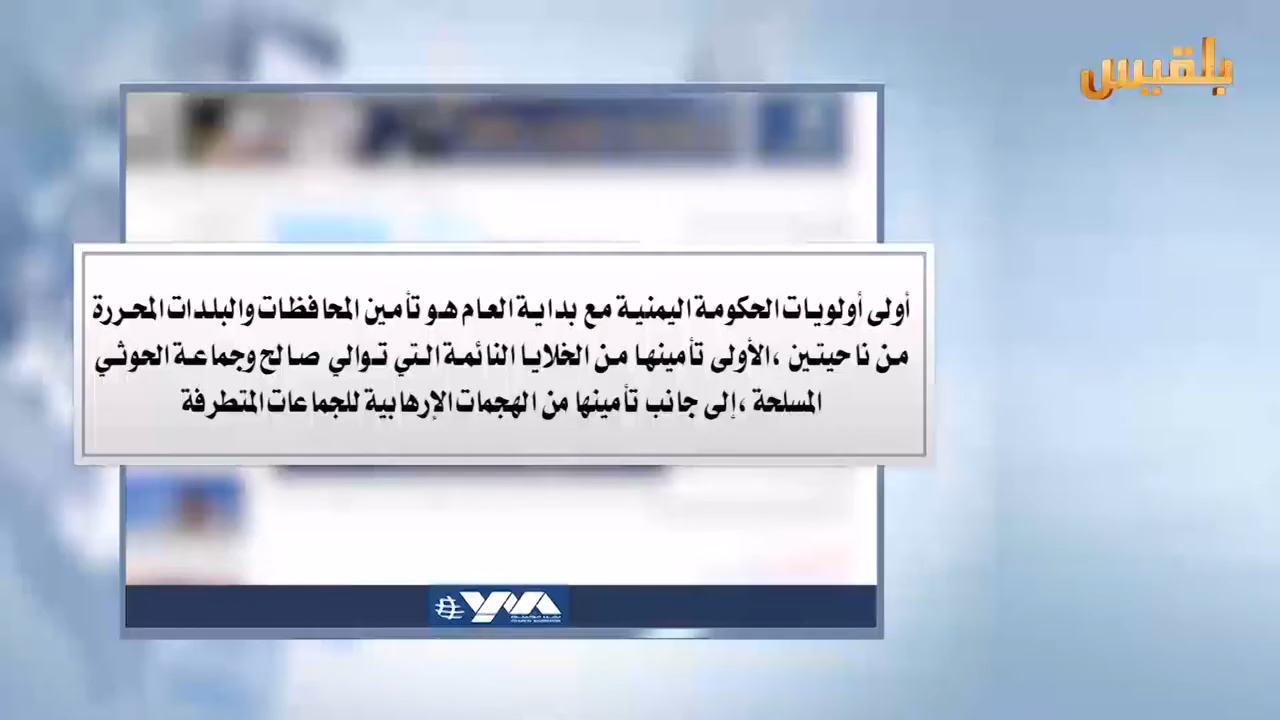 بلقيس
أولى أولويات الحكومة اليمنية مع بداية العام هو تأمين المحافظات والبلدات المحررة
من ناحيتين ،الأولى تأمينها من الخلايا النائمة التي توالي صالح وجماعة الحوثي
المسلحة ،إلى جانب تأمينها من الهجمات الإرهابية للجماعات المتطرفة